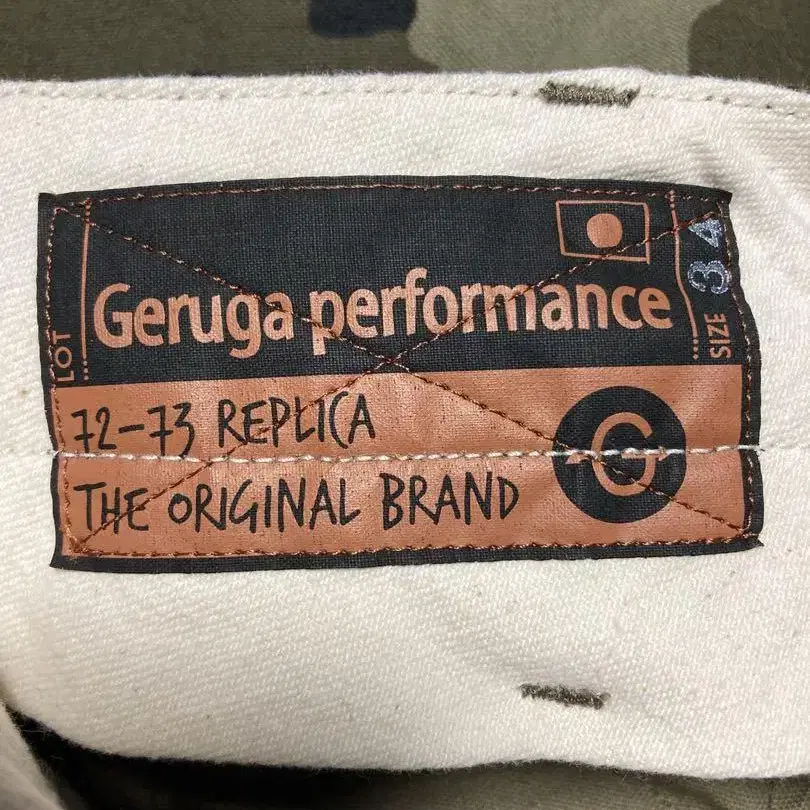 LOT
Geruga performance
SIZE 34
72-73 REPLICA
THE ORIGINAL BRAND
G